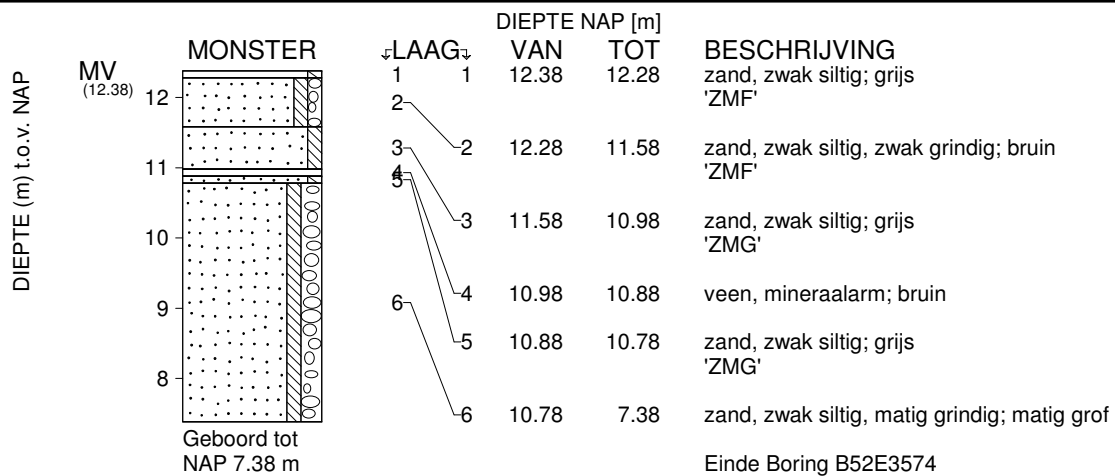 DIEPTE NAP [m]
MONSTER LAAG VAN TOT BESCHRIJVING
DIEPTE (m) t.o.v. NAP
MV
(12.38)
12
11
10
9
8
1 1 12.38 12.28 zand, zwak siltig; grijs
'ZMF'
2 2 12.28 11.58 zand, zwak siltig, zwak grindig; bruin
'ZMF'
3 3 11.58 10.98 zand, zwak siltig; grijs
'ZMG'
4 4 10.98 10.88 veen, mineraalarm; bruin
5 5 10.88 10.78 zand, zwak siltig; grijs
'ZMG'
6 6 10.78 7.38 zand, zwak siltig, matig grindig; matig grof
Geboord tot
NAP 7.38 m
Einde Boring B52E3574